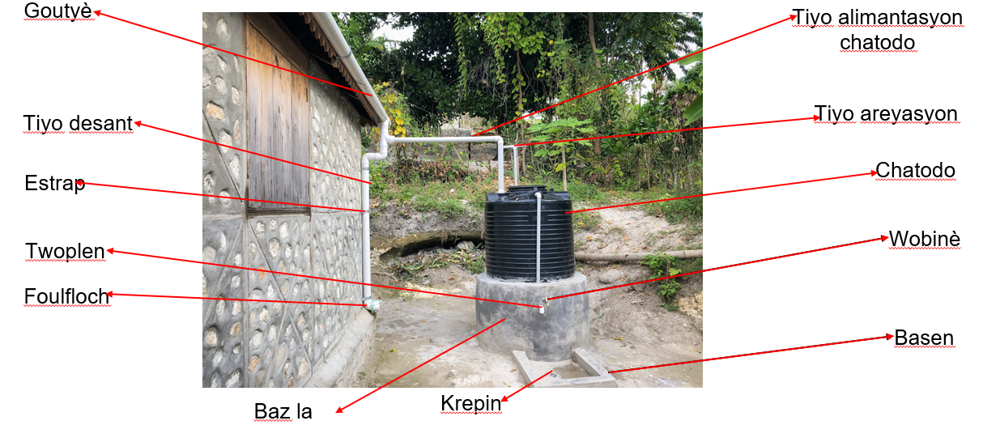 Goutyè
Tiyo alimantasyon
chatodo
Tiyo desant
Tiyo areyasyon
Estrap
Chatodo
Twoplen
Wobinè
Foulfloch
Basen
Baz la
Krepin